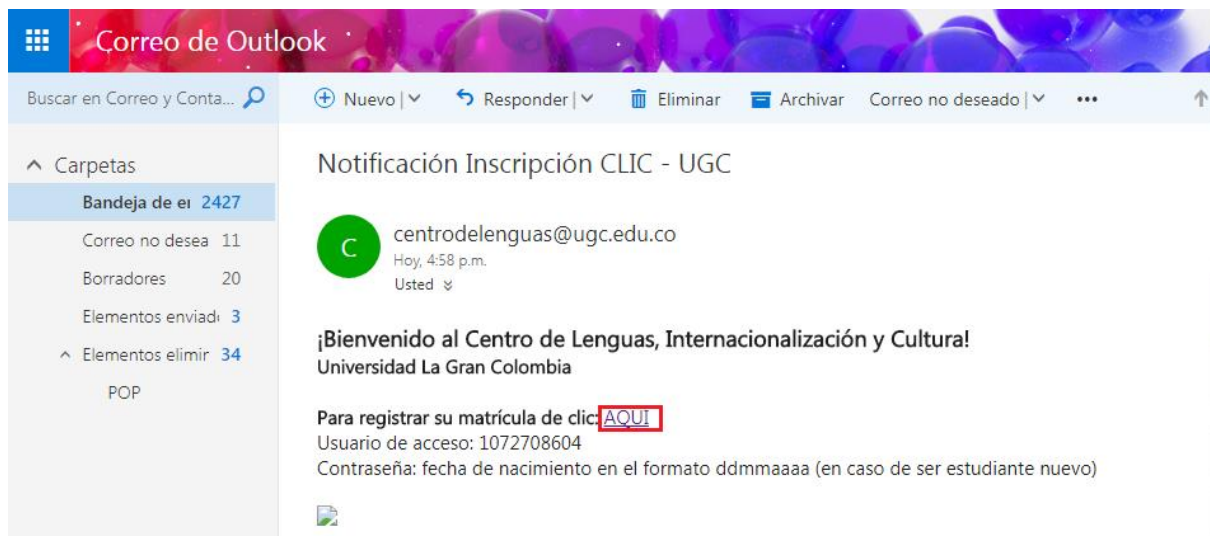 Correo de Outlook
Buscar en Correo y Conta...
Nuevo | Responder | Eliminar Archivar Correo no deseado | ...
Carpetas
Bandeja de er 2427
Correo no desea 11
Borradores 20
Elementos enviad 3
Elementos elimir 34
POP
Notificación Inscripción CLIC - UGC
C
centrodelenguas@ugc.edu.co
Hoy, 4:58 p.m.
Usted
¡Bienvenido al Centro de Lenguas, Internacionalización y Cultura!
Universidad La Gran Colombia
Para registrar su matrícula de clic: AQUI
Usuario de acceso: 1072708604
Contraseña: fecha de nacimiento en el formato ddmmaaaa (en caso de ser estudiante nuevo)